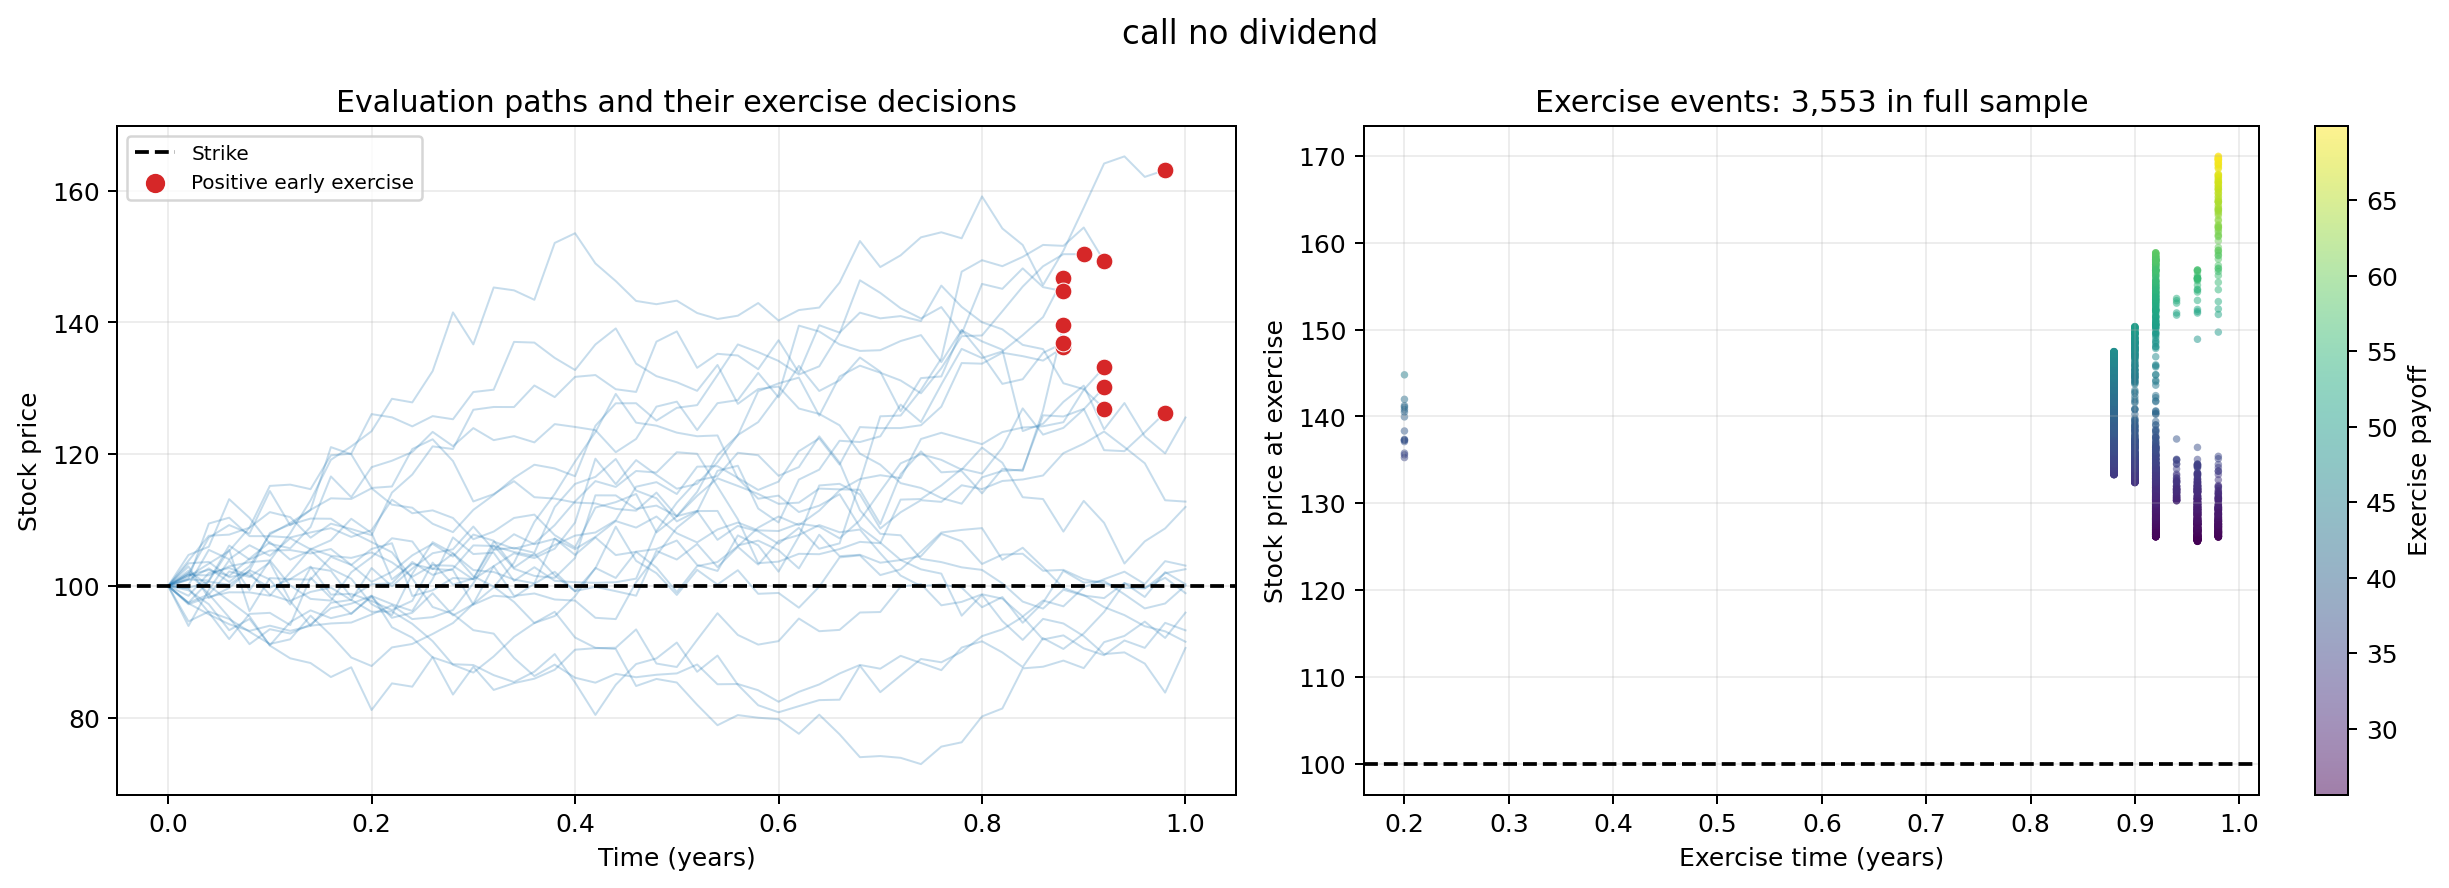 call no dividend
Evaluation paths and their exercise decisions
Strike
Positive early exercise
Stock price
160
140
120
100
80
0.0 0.2 0.4 0.6 0.8 1.0
Time (years)
Exercise events: 3,553 in full sample
Stock price at exercise
170
160
150
140
130
120
110
100
0.2 0.3 0.4 0.5 0.6 0.7 0.8 0.9 1.0
Exercise time (years)
65
60
55
50
45
40
35
30
Exercise payoff